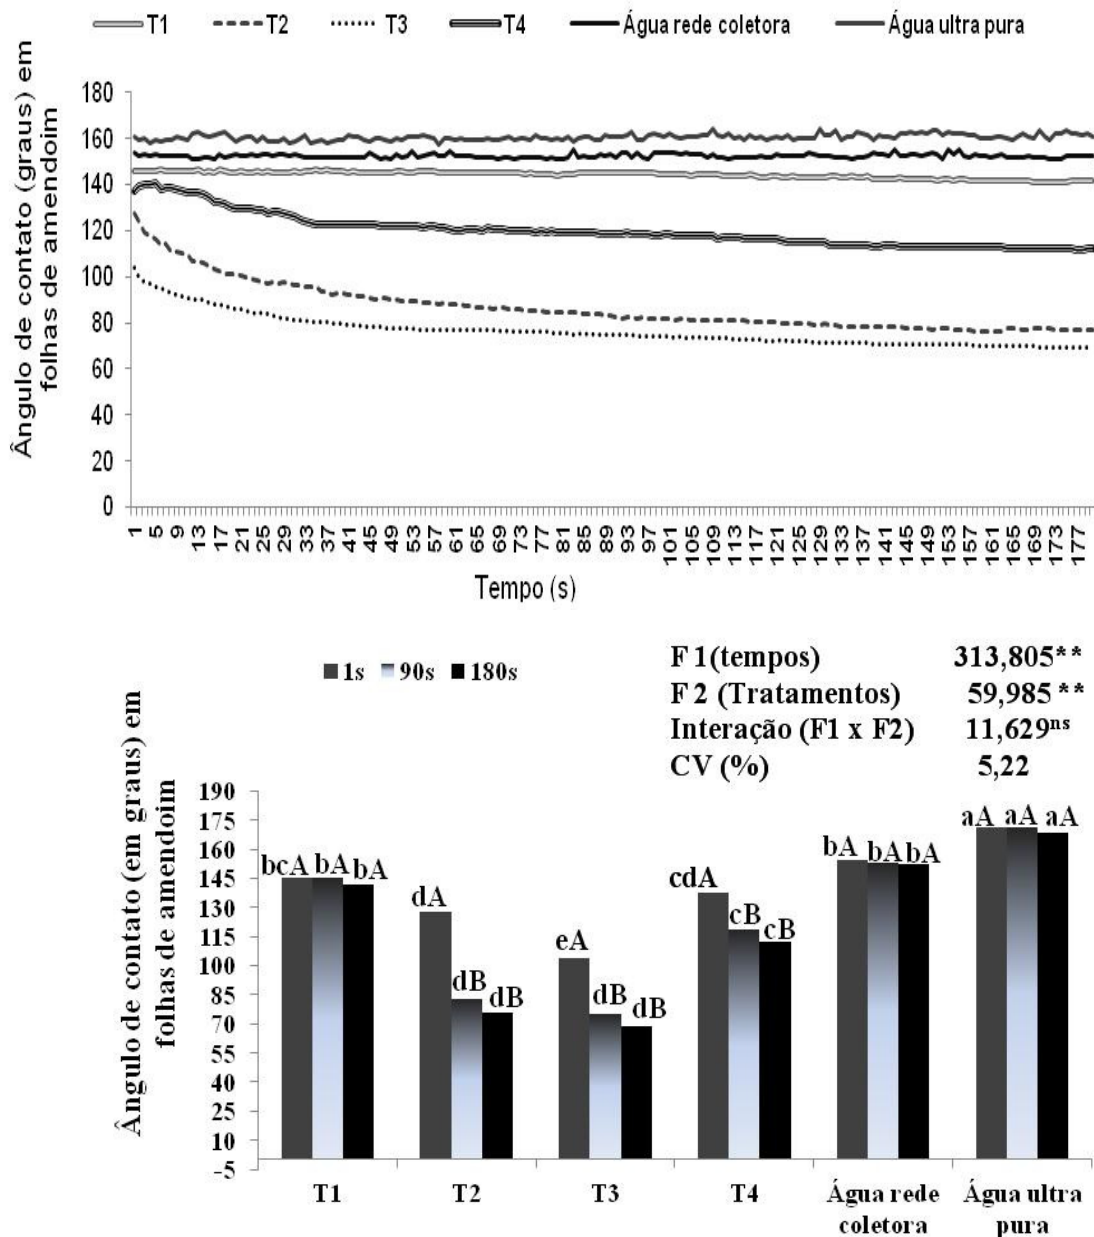 T1 T2 T3 T4 Água rede coletora Água ultra pura
Ângulo de contato (graus) em
folhas de amendoim
180
160
140
120
100
80
60
40
20
0
1 5 9 13 17 21 25 29 33 37 41 45 49 53 57 61 65 69 73 77 81 85 89 93 97 101 105 109 113 117 121 125 129 133 137 141 145 149 153 157 161 165 169 173 177
Tempo (s)
1s 90s 180s
F 1(tempos) 313,805**
F 2 (Tratamentos) 59,985 **
Interação (F1 x F2) 11,629ns
CV (%) 5,22
Ângulo de contato (em graus) em
folhas de amendoim
190
175
160
145
130
115
100
85
70
55
40
25
10
-5
bcA bA bA
dA dB dB
eA dB dB
cdA cB cB
bA bA bA
aA aA aA
T1 T2 T3 T4 Água rede Água ultra
coletora pura